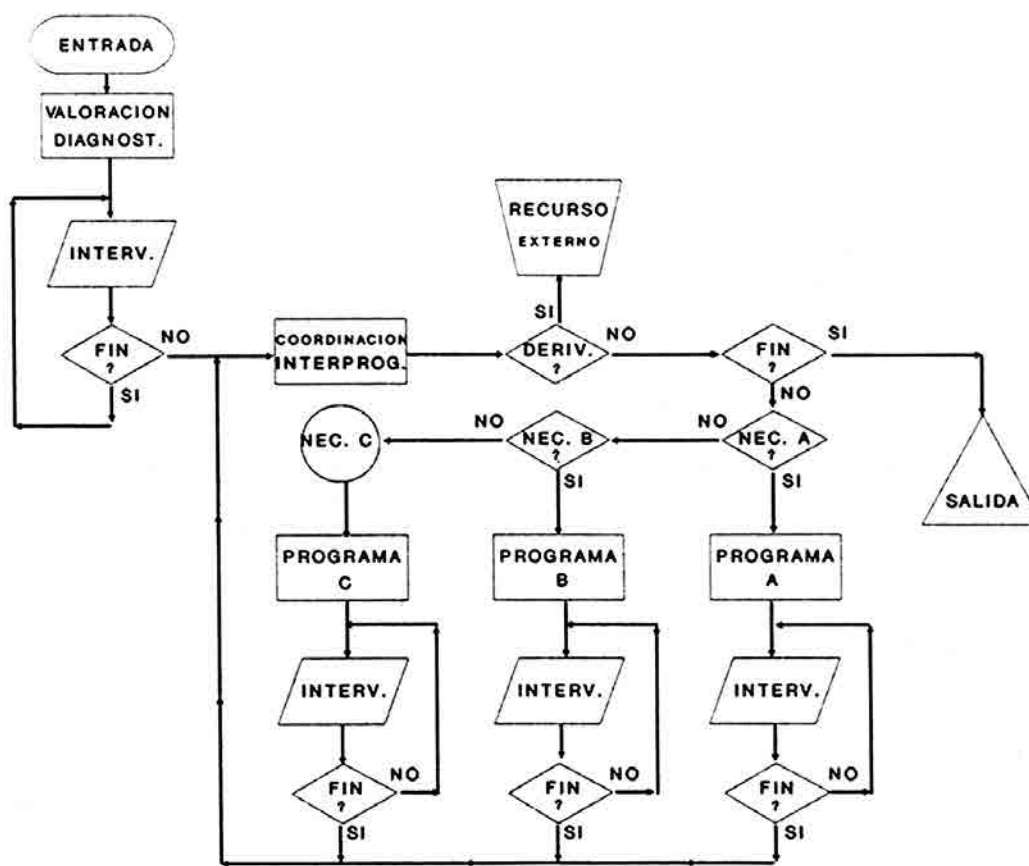 ENTRADA
VALORACION
DIAGNOST.
INTERV.
FIN
?
NO
SI
COORDINACION
INTERPROG.
RECURSO
EXTERNO
SI
DERIV.
?
NO
FIN
?
SI
NO
SALIDA
NEC. A
?
NO
SI
NEC. B
?
NO
SI
NEC. C
PROGRAMA
C
PROGRAMA
B
PROGRAMA
A
INTERV.
INTERV.
INTERV.
FIN
?
NO
SI
FIN
?
NO
SI
FIN
?
NO
SI